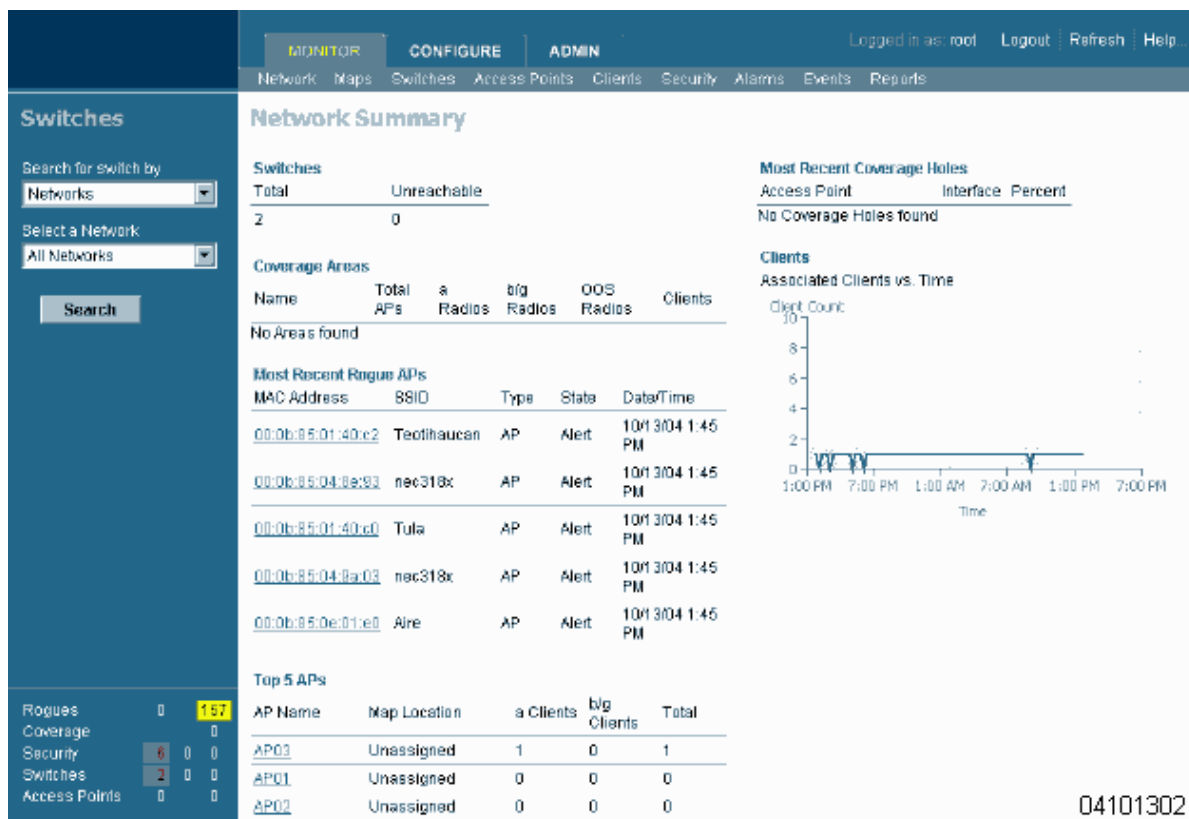 MONITOR CONFIGURE ADMIN
Logged in as: root Logout Refresh Help...
Network Maps Switches Access Points Clients Security Alarms Events Reports
Switches
Search for switch by
Networks
Select a Network
All Networks
Search
Rogues 0 157
Coverage 0
Security 6 0 0
Switches 2 0 0
Access Points 0 0
Network Summary
Switches
Total Unreachable
2 0
Coverage Areas
Name Total APs a Radios b/g Radios OOS Radios Clients
No Areas found
Most Recent Rogue APs
MAC Address SSID Type State Date/Time
00:0b:85:01:40:c2 Teotihaucan AP Alert 10/13/04 1:45 PM
00:0b:85:04:8e:93 nec318x AP Alert 10/13/04 1:45 PM
00:0b:85:01:40:c0 Tula AP Alert 10/13/04 1:45 PM
00:0b:85:04:8a:03 nec318x AP Alert 10/13/04 1:45 PM
00:0b:85:0e:01:e0 Aire AP Alert 10/13/04 1:45 PM
Top 5 APs
AP Name Map Location a Clients b/g Clients Total
AP03 Unassigned 1 0 1
AP01 Unassigned 0 0 0
AP02 Unassigned 0 0 0
Most Recent Coverage Holes
Access Point Interface Percent
No Coverage Holes found
Clients
Associated Clients vs. Time
Client Count
10
8
6
4
2
0
1:00 PM 7:00 PM 1:00 AM 7:00 AM 1:00 PM 7:00 PM
Time
04101302